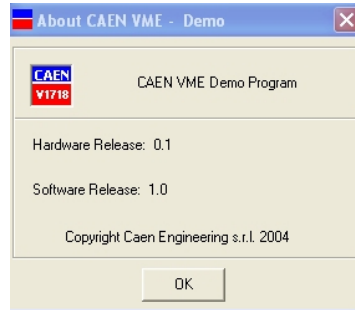 About CAEN VME - Demo
CAEN
V1718
CAEN VME Demo Program
Hardware Release: 0.1
Software Release: 1.0
Copyright Caen Engineering s.r.l. 2004
OK